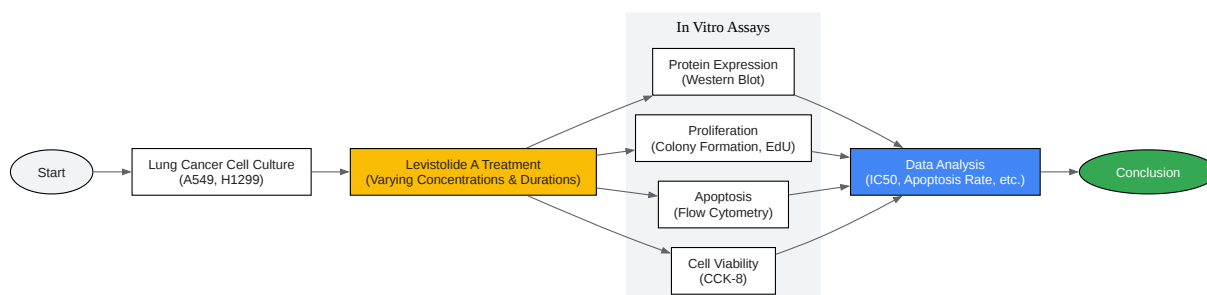 In Vitro Assays
Start
Lung Cancer Cell Culture
(A549, H1299)
Levistolide A Treatment
(Varying Concentrations & Durations)
Protein Expression
(Western Blot)
Proliferation
(Colony Formation, EdU)
Apoptosis
(Flow Cytometry)
Cell Viability
(CCK-8)
Data Analysis
(IC50, Apoptosis Rate, etc.)
Conclusion